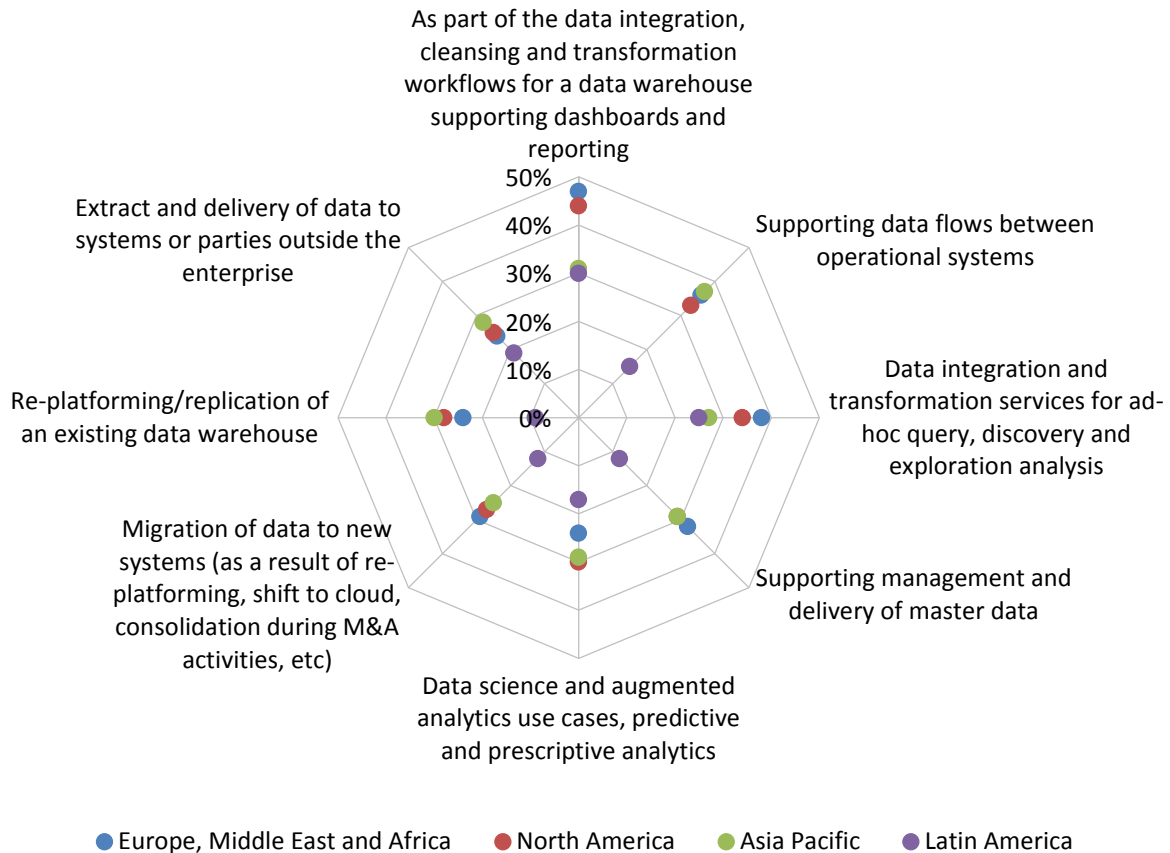 As part of the data integration,
cleansing and transformation
workflows for a data warehouse
supporting dashboards and
reporting
50%
40%
30%
20%
10%
0%
Supporting data flows between
operational systems
Data integration and
transformation services for ad-
hoc query, discovery and
exploration analysis
Supporting management and
delivery of master data
Data science and augmented
analytics use cases, predictive
and prescriptive analytics
Migration of data to new
systems (as a result of re-
platforming, shift to cloud,
consolidation during M&A
activities, etc)
Re-platforming/replication of
an existing data warehouse
Extract and delivery of data to
systems or parties outside the
enterprise
Europe, Middle East and Africa North America Asia Pacific Latin America